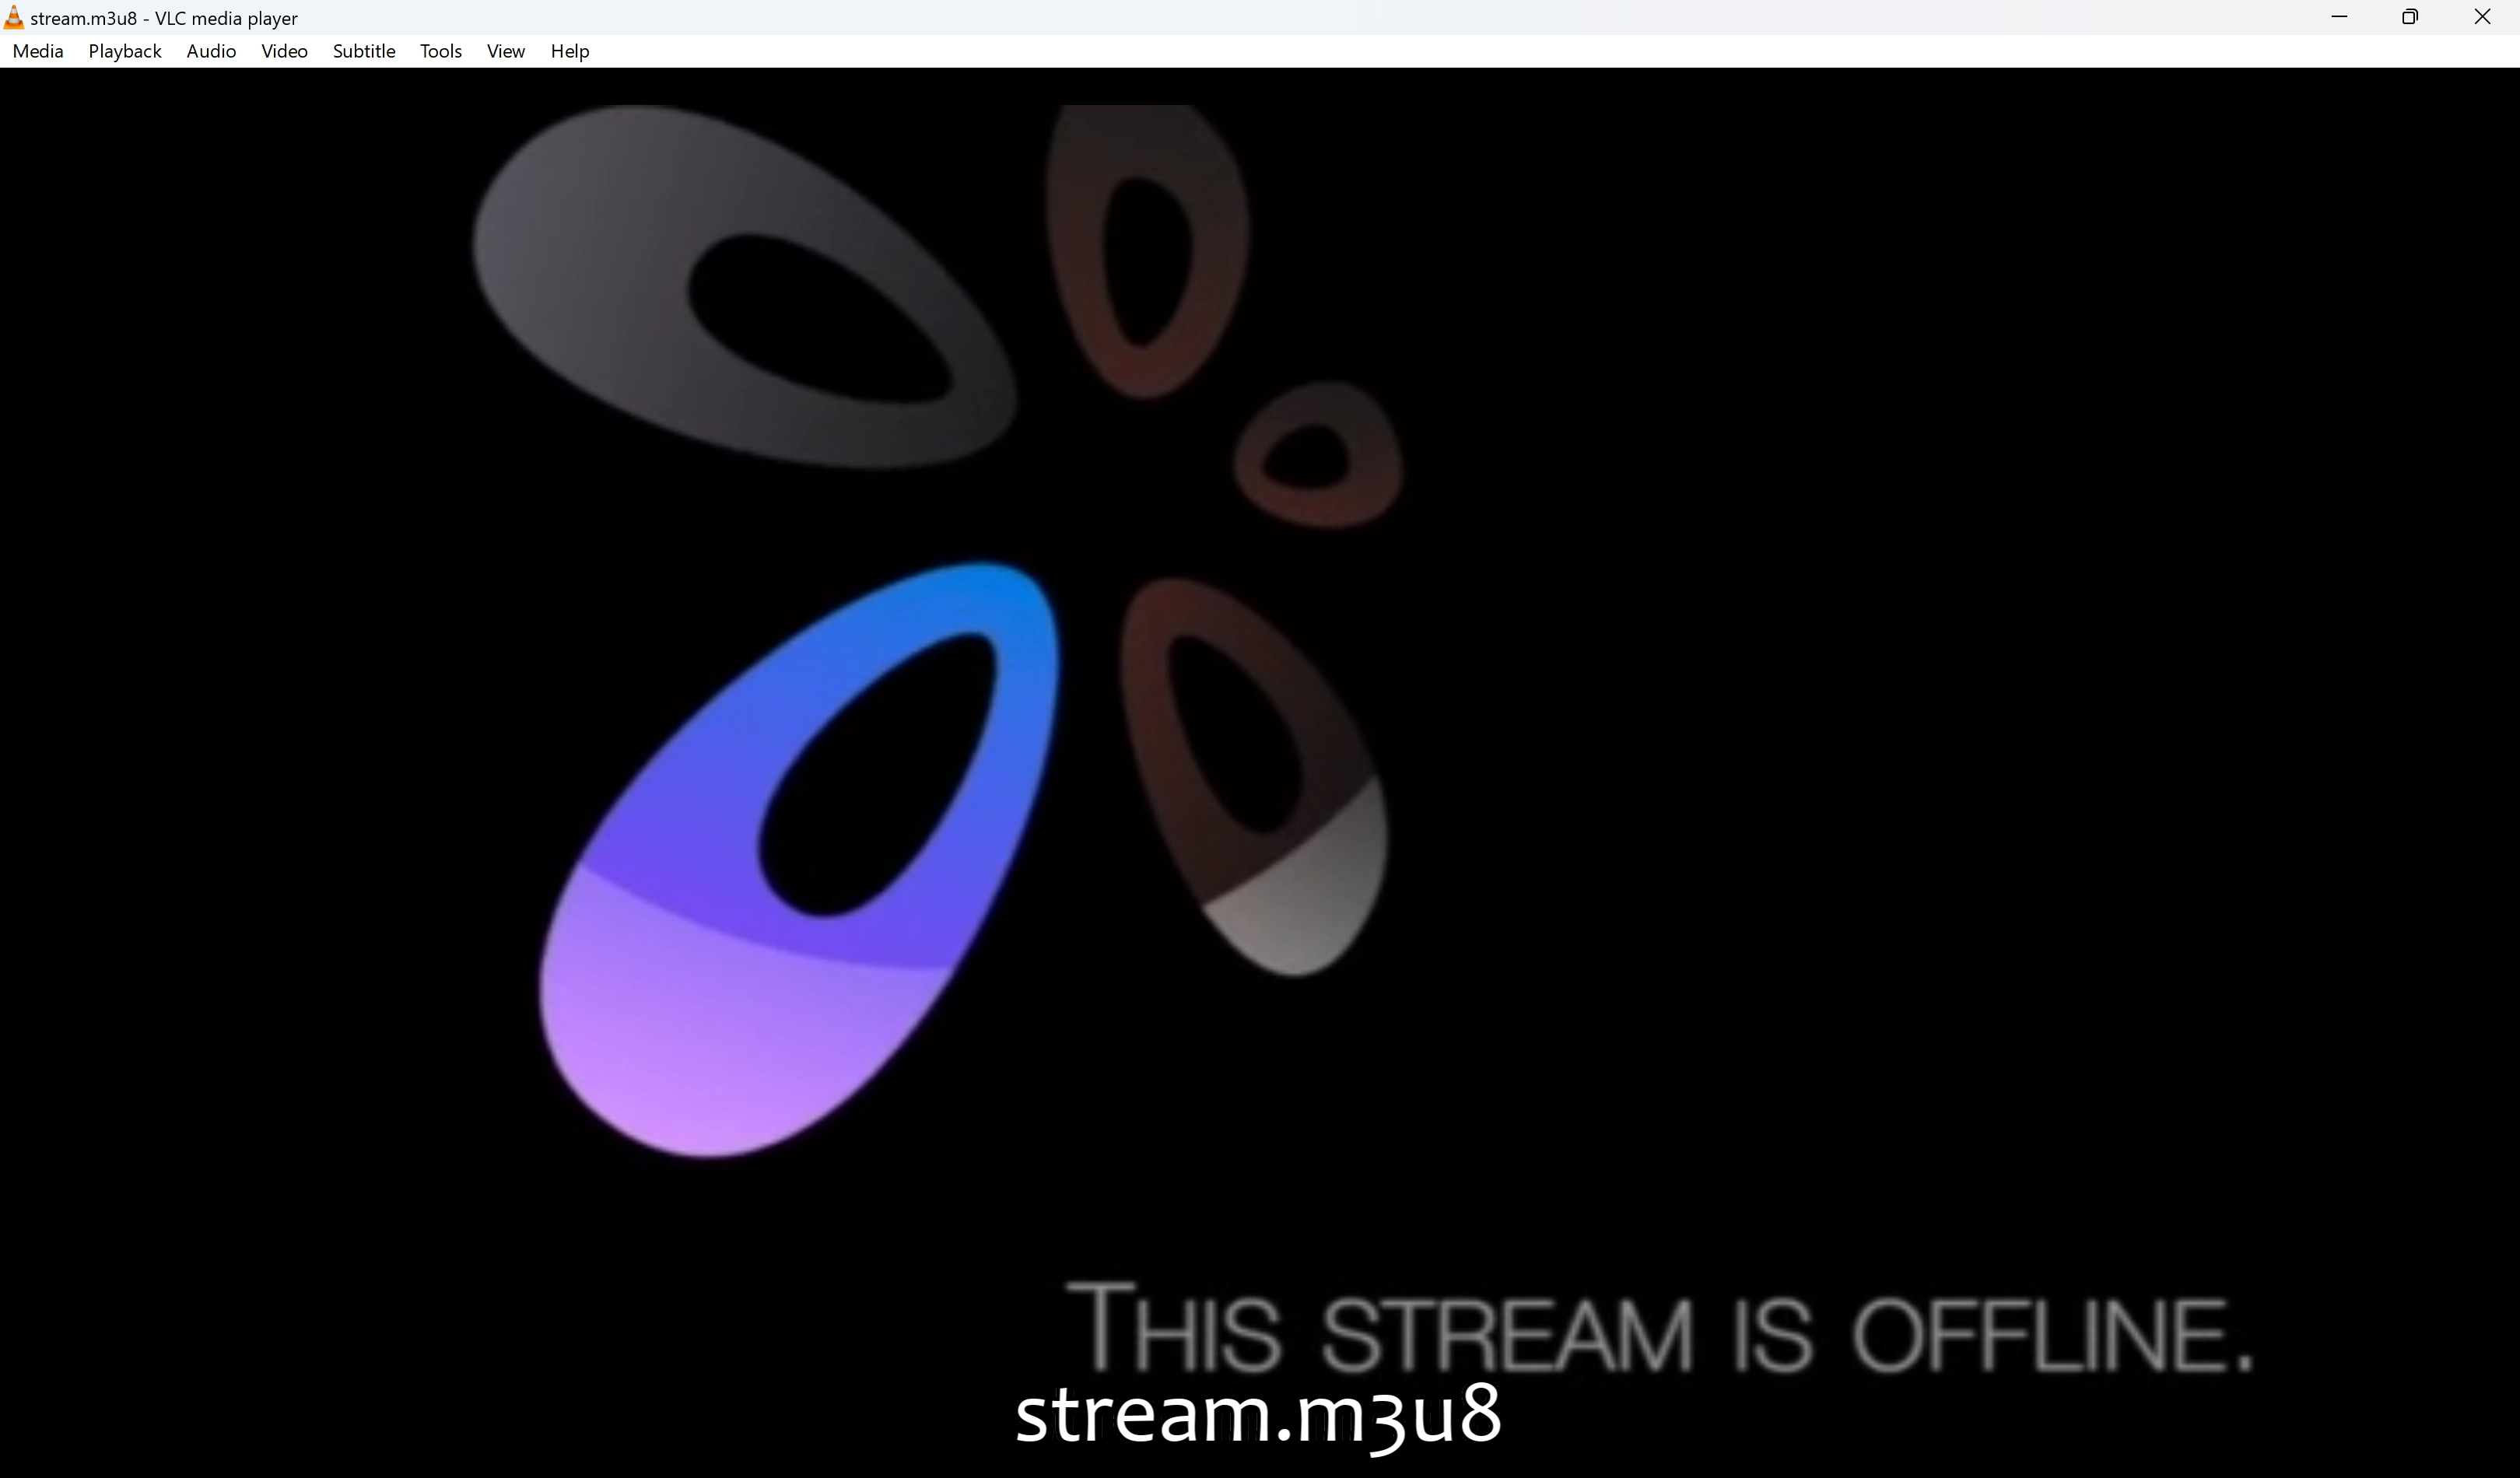 stream.m3u8 - VLC media player
Media Playback Audio Video Subtitle Tools View Help
THIS STREAM IS OFFLINE.
stream.m3u8